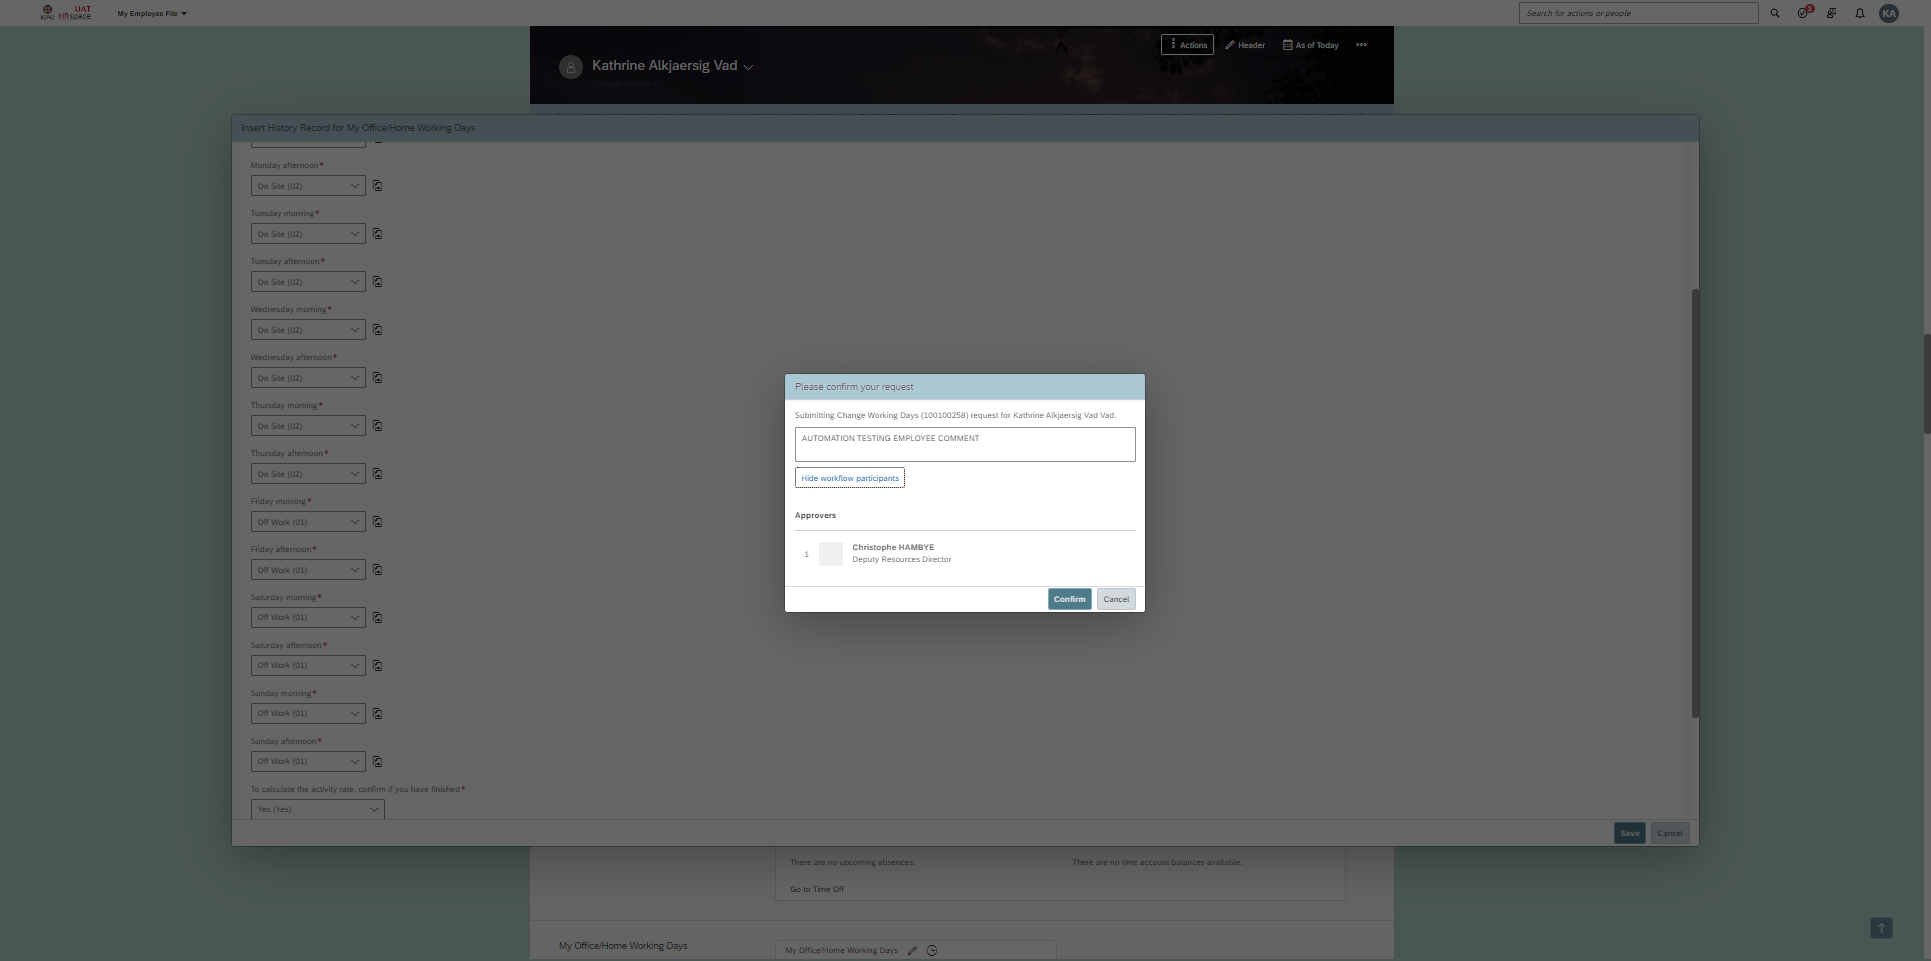 UAT
ICRC HRspace
My Employee File
Search for actions or people
1
KA
Actions
Header
As of Today
Kathrine Alkjaersig Vad
Insert History Record for My Office/Home Working Days
Monday afternoon*
On Site (02)
Tuesday morning*
On Site (02)
Tuesday afternoon*
On Site (02)
Wednesday morning*
On Site (02)
Wednesday afternoon*
On Site (02)
Thursday morning*
On Site (02)
Thursday afternoon*
On Site (02)
Friday morning*
Off Work (01)
Friday afternoon*
Off Work (01)
Saturday morning*
Off Work (01)
Saturday afternoon*
Off Work (01)
Sunday morning*
Off Work (01)
Sunday afternoon*
Off Work (01)
To calculate the activity rate, confirm if you have finished*
Yes (Yes)
Save
Cancel
Please confirm your request
Submitting Change Working Days (100100258) request for Kathrine Alkjaersig Vad Vad.
AUTOMATION TESTING EMPLOYEE COMMENT
Hide workflow participants
Approvers
1
Christophe HAMBYE
Deputy Resources Director
Confirm
Cancel
There are no upcoming absences.
There are no time account balances available.
Go to Time Off
My Office/Home Working Days
My Office/Home Working Days